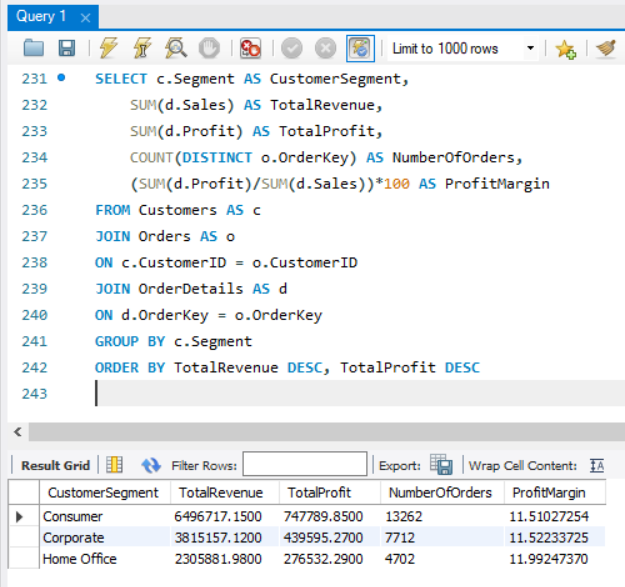 Query 1
Limit to 1000 rows
231 SELECT c.Segment AS CustomerSegment,
232 SUM(d.Sales) AS TotalRevenue,
233 SUM(d.Profit) AS TotalProfit,
234 COUNT(DISTINCT o.OrderKey) AS NumberOfOrders,
235 (SUM(d.Profit)/SUM(d.Sales))*100 AS ProfitMargin
236 FROM Customers AS c
237 JOIN Orders AS o
238 ON c.CustomerID = o.CustomerID
239 JOIN OrderDetails AS d
240 ON d.OrderKey = o.OrderKey
241 GROUP BY c.Segment
242 ORDER BY TotalRevenue DESC, TotalProfit DESC
243
Result Grid Filter Rows: Export: Wrap Cell Content: IA
CustomerSegment TotalRevenue TotalProfit NumberOfOrders ProfitMargin
Consumer 6496717.1500 747789.8500 13262 11.51027254
Corporate 3815157.1200 439595.2700 7712 11.52233725
Home Office 2305881.9800 276532.2900 4702 11.99247370